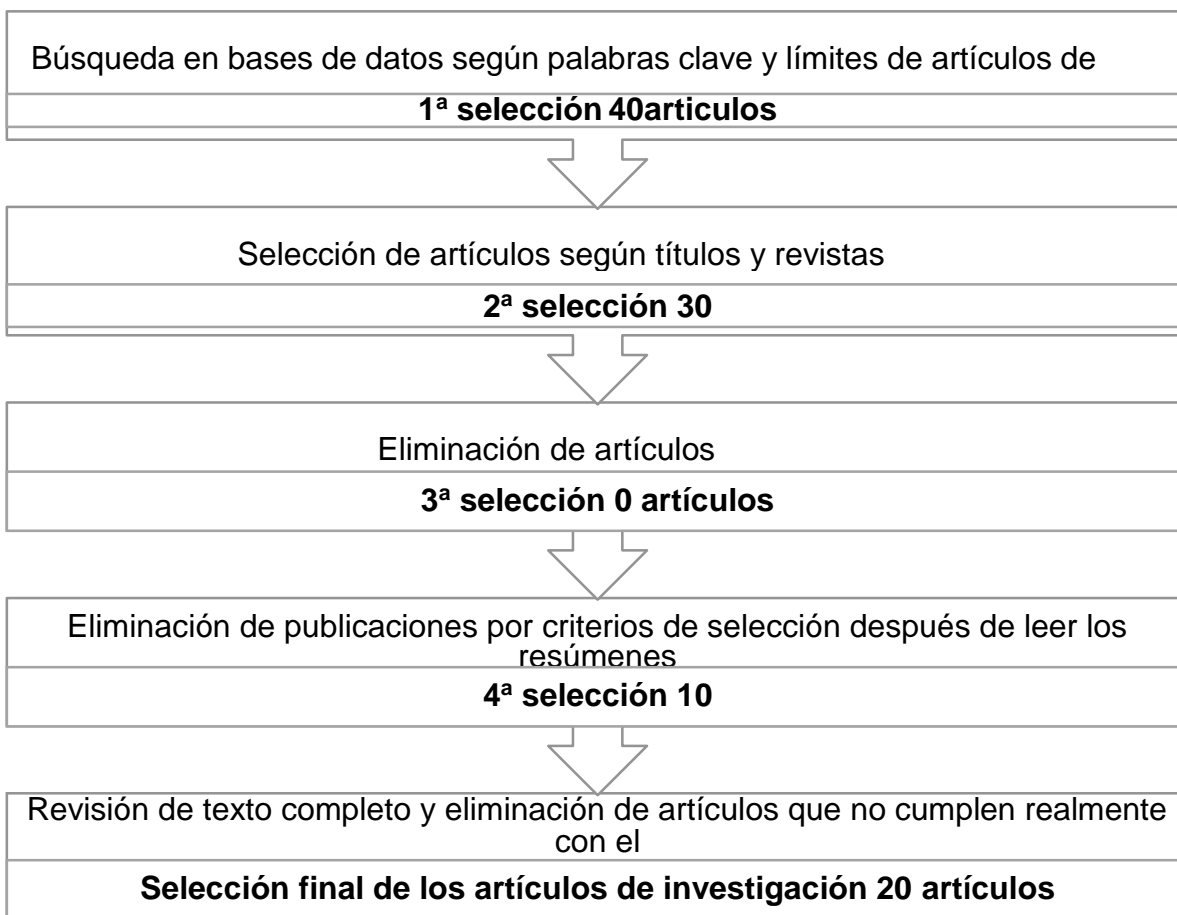 Búsqueda en bases de datos según palabras clave y límites de artículos de
1ª selección 40articulos
Selección de artículos según títulos y revistas
2ª selección 30
Eliminación de artículos
3ª selección 0 artículos
Eliminación de publicaciones por criterios de selección después de leer los
resúmenes
4ª selección 10
Revisión de texto completo y eliminación de artículos que no cumplen realmente
con el
Selección final de los artículos de investigación 20 artículos